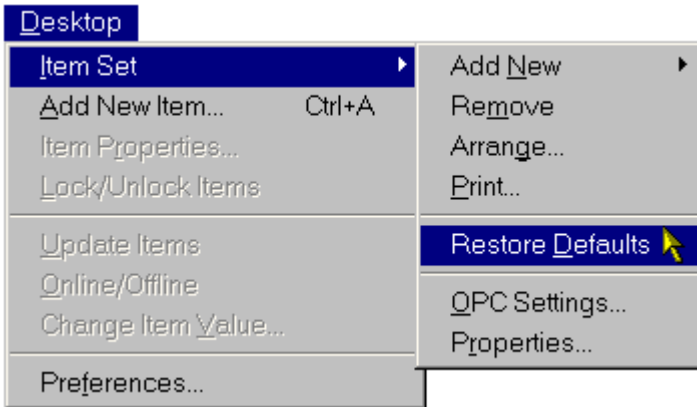 Desktop
Item Set
Add New Item... Ctrl+A
Item Properties...
Lock/Unlock Items
Update Items
Online/Offline
Change Item Value...
Preferences...
Add New
Remove
Arrange...
Print...
Restore Defaults
OPC Settings...
Properties...